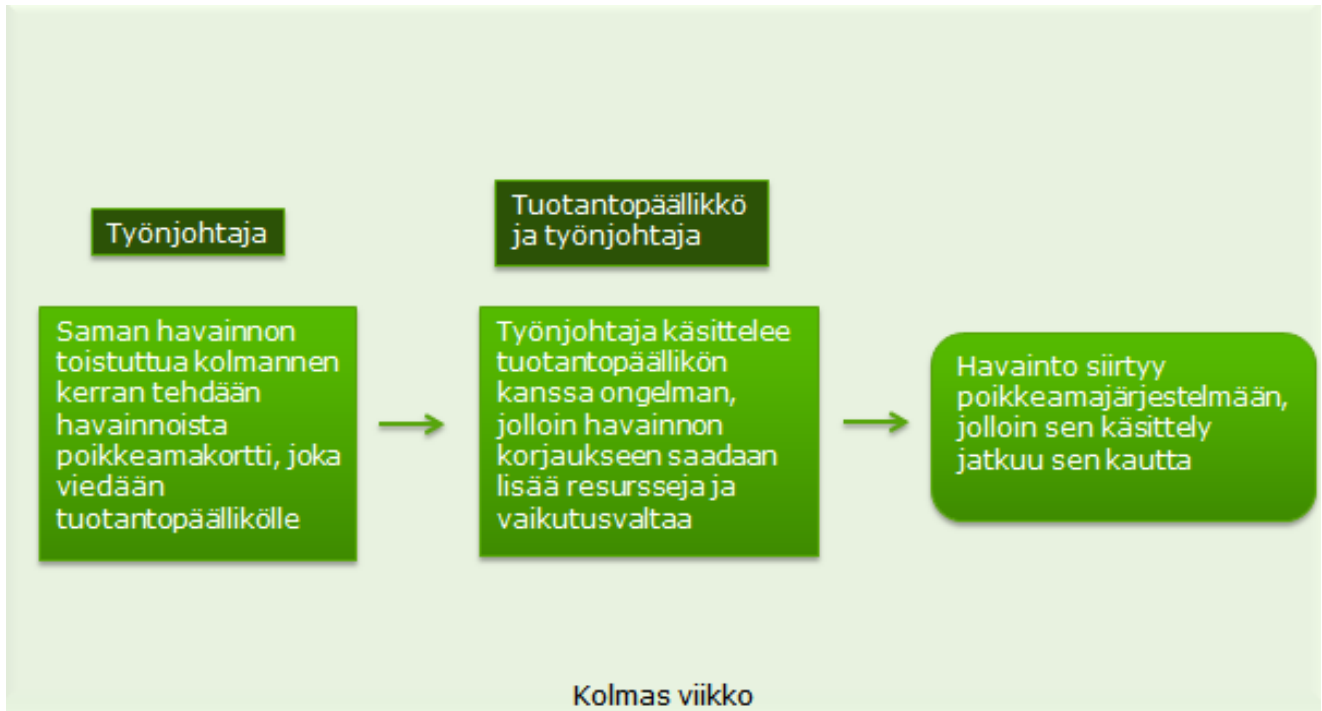 Työnjohtaja
Tuotantopäällikkö
ja työnjohtaja
Saman havainnon
toistuttua kolmannen
kerran tehdään
havainnoista
poikkeamakortti, joka
viedään
tuotantopäällikölle
Työnjohtaja käsittelee
tuotantopäällikön
kanssa ongelman,
jolloin havainnon
korjaukseen saadaan
lisää resursseja ja
vaikutusvaltaa
Havainto siirtyy
poikkeamajärjestelmään,
jolloin sen käsittely
jatkuu sen kautta
Kolmas viikko